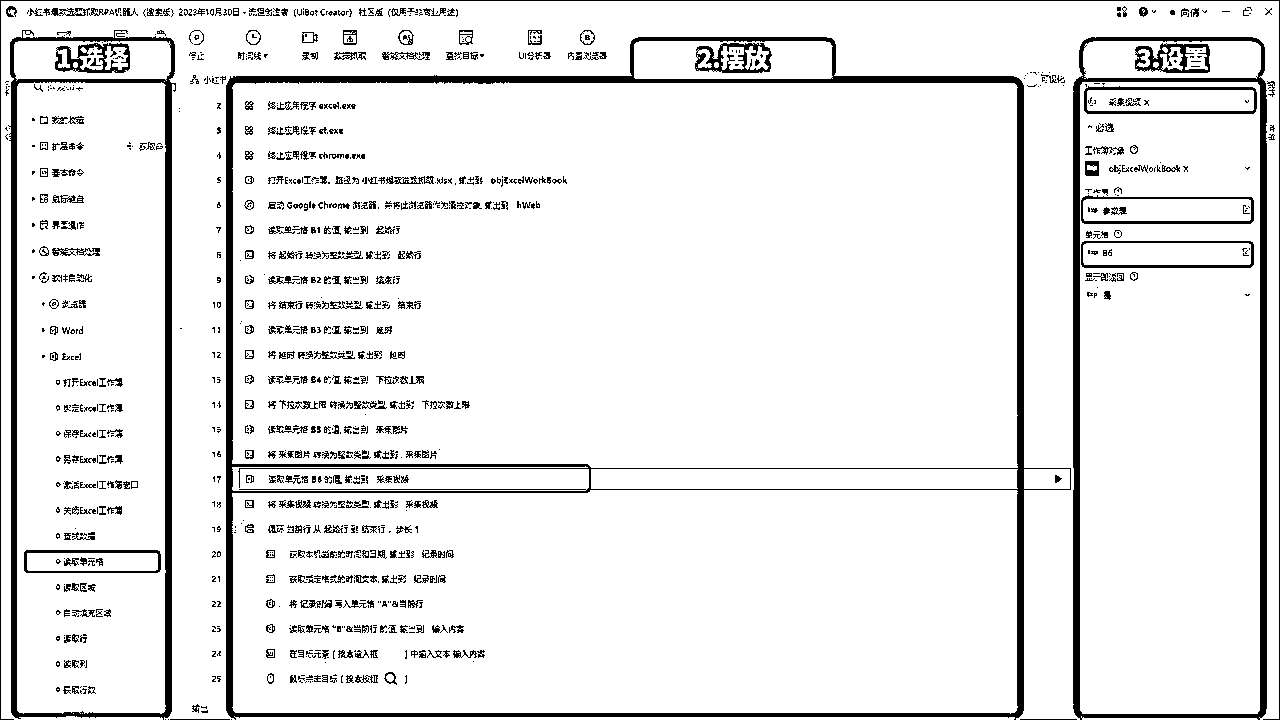 小红书爆款选题抓取RPA机器人（搜索版）2023年10月30日 - 流程创造者（UiBot Creator）社区版（仅用于非商业用途）
尚俏
停止
时间线
录制
数据抓取
智能文档处理
查找目标
UI分析器
内置浏览器
1.选择
2.摆放
3.设置
小红书
可视化
我的收藏
扩展命令
获取命
基本命令
鼠标键盘
界面操作
智能文档处理
软件自动化
浏览器
Word
Excel
打开Excel工作簿
绑定Excel工作簿
保存Excel工作簿
另存Excel工作簿
激活Excel工作簿窗口
关闭Excel工作簿
查找数据
读取单元格
读取区域
自动填充区域
读取行
读取列
获取行数
输出
2 终止应用程序 excel.exe
3 终止应用程序 et.exe
4 终止应用程序 chrome.exe
5 打开Excel工作簿，路径为 小红书爆款选题抓取.xlsx，输出到 objExcelWorkBook
6 启动 Google Chrome 浏览器，并将此浏览器作为操控对象, 输出到 hWeb
7 读取单元格 B1 的值, 输出到 起始行
8 将 起始行 转换为整数类型, 输出到 起始行
9 读取单元格 B2 的值, 输出到 结束行
10 将 结束行 转换为整数类型, 输出到 结束行
11 读取单元格 B3 的值, 输出到 延时
12 将 延时 转换为整数类型, 输出到 延时
13 读取单元格 B4 的值, 输出到 下拉次数上限
14 将 下拉次数上限 转换为整数类型, 输出到 下拉次数上限
15 读取单元格 B5 的值, 输出到 采集图片
16 将 采集图片 转换为整数类型, 输出到 采集图片
17 读取单元格 B6 的值, 输出到 采集视频
18 将 采集视频 转换为整数类型, 输出到 采集视频
19 循环 当前行 从 起始行 到 结束行，步长 1
20 获取本机当前的时间和日期, 输出到 记录时间
21 获取指定格式的时间文本, 输出到 记录时间
22 将 记录时间 写入单元格 "A"&当前行
23 读取单元格 "B"&当前行 的值, 输出到 输入内容
24 在目标元素 [ 搜索输入框 ] 中输入文本 输入内容
25 鼠标点击目标 [ 搜索按钮 ]
采集视频 X
必选
工作簿对象
objExcelWorkBook X
工作表
Exp 参数表
单元格
Exp B6
显示即返回
Exp 是